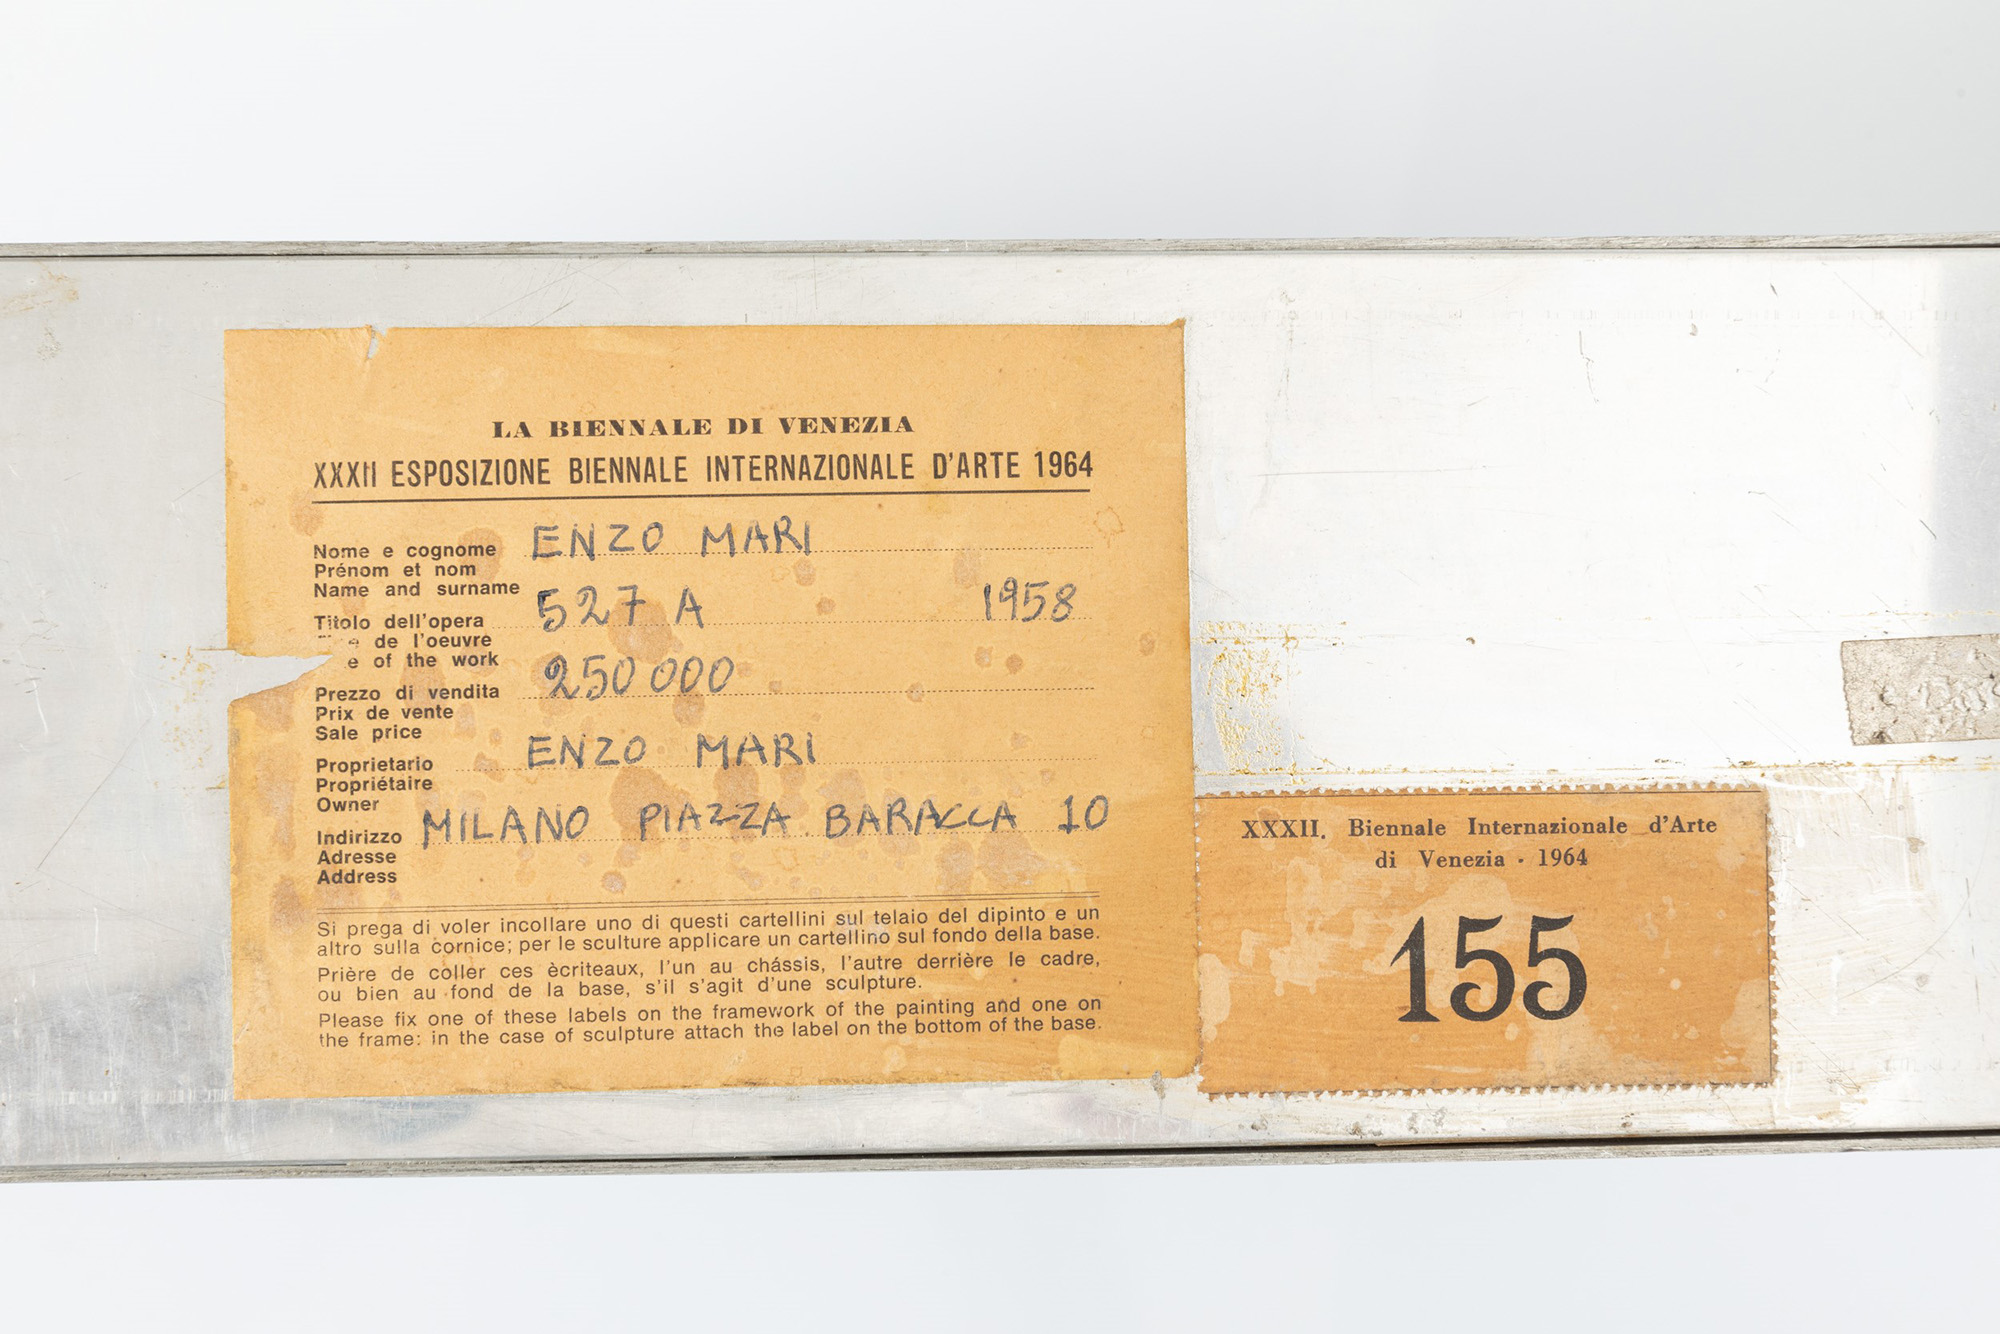 LA BIENNALE DI VENEZIA
XXXII ESPOSIZIONE BIENNALE INTERNAZIONALE D'ARTE 1964
Nome e cognome ENZO MARI
Prénom et nom
Name and surname
Titolo dell'opera 527 A 1958
de l'oeuvre
of the work
Prezzo di vendita 250 000
Prix de vente
Sale price
Proprietario ENZO MARI
Propriétaire
Owner
Indirizzo MILANO PIAZZA BARACCA 10
Adresse
Address
Si prega di voler incollare uno di questi cartellini sul telaio del dipinto e un
altro sulla cornice; per le sculture applicare un cartellino sul fondo della base.
Prière de coller ces ècriteaux, l'un au chássis, l'autre derrière le cadre,
ou bien au fond de la base, s'il s'agit d'une sculpture.
Please fix one of these labels on the framework of the painting and one on
the frame: in the case of sculpture attach the label on the bottom of the base.
XXXII. Biennale Internazionale d'Arte
di Venezia - 1964
155